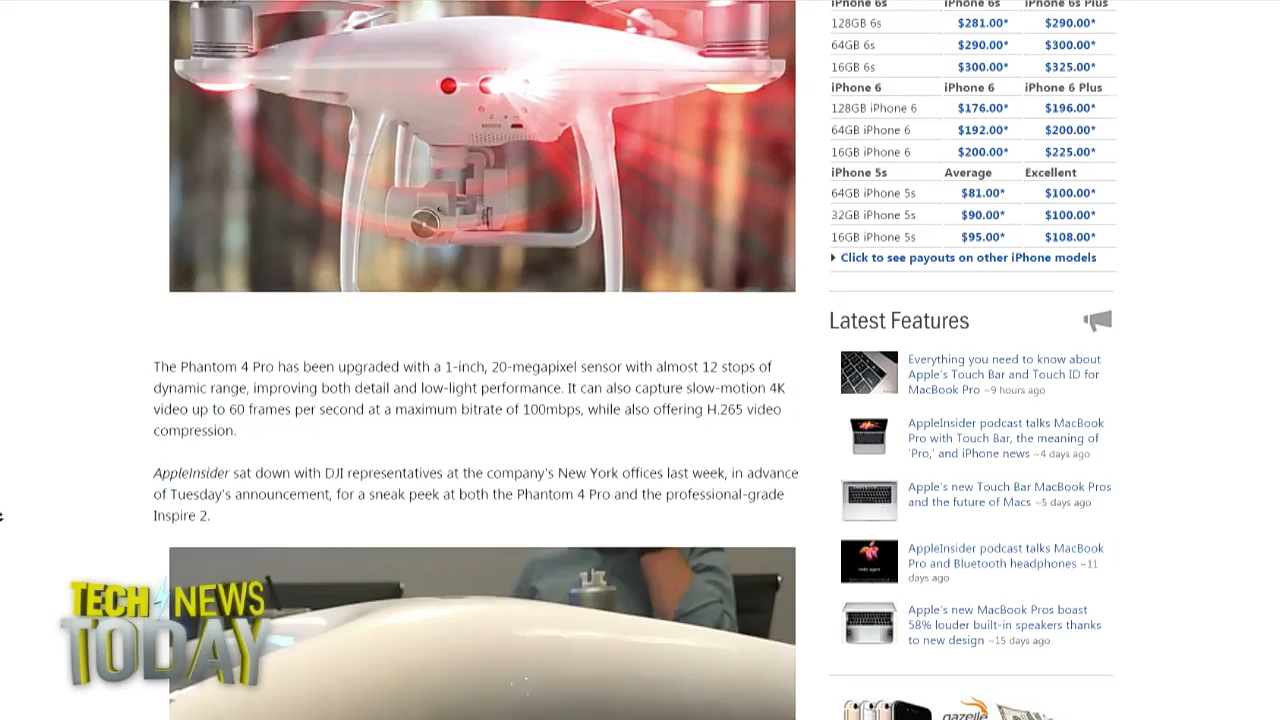 The Phantom 4 Pro has been upgraded with a 1-inch, 20-megapixel sensor with almost 12 stops of
dynamic range, improving both detail and low-light performance. It can also capture slow-motion 4K
video up to 60 frames per second at a maximum bitrate of 100mbps, while also offering H.265 video
compression.
AppleInsider sat down with DJI representatives at the company's New York offices last week, in advance
of Tuesday's announcement, for a sneak peek at both the Phantom 4 Pro and the professional-grade
Inspire 2.
TECH NEWS
TODAY
iPhone 6s iPhone 6s iPhone 6s Plus
128GB 6s $281.00* $290.00*
64GB 6s $290.00* $300.00*
16GB 6s $300.00* $325.00*
iPhone 6 iPhone 6 iPhone 6 Plus
128GB iPhone 6 $176.00* $196.00*
64GB iPhone 6 $192.00* $200.00*
16GB iPhone 6 $200.00* $225.00*
iPhone 5s Average Excellent
64GB iPhone 5s $81.00* $100.00*
32GB iPhone 5s $90.00* $100.00*
16GB iPhone 5s $95.00* $108.00*
Click to see payouts on other iPhone models
Latest Features
Everything you need to know about
Apple's Touch Bar and Touch ID for
MacBook Pro ~9 hours ago
AppleInsider podcast talks MacBook
Pro with Touch Bar, the meaning of
'Pro,' and iPhone news ~4 days ago
Apple's new Touch Bar MacBook Pros
and the future of Macs ~5 days ago
AppleInsider podcast talks MacBook
Pro and Bluetooth headphones ~11
days ago
Apple's new MacBook Pros boast
58% louder built-in speakers thanks
to new design ~15 days ago
gazelle